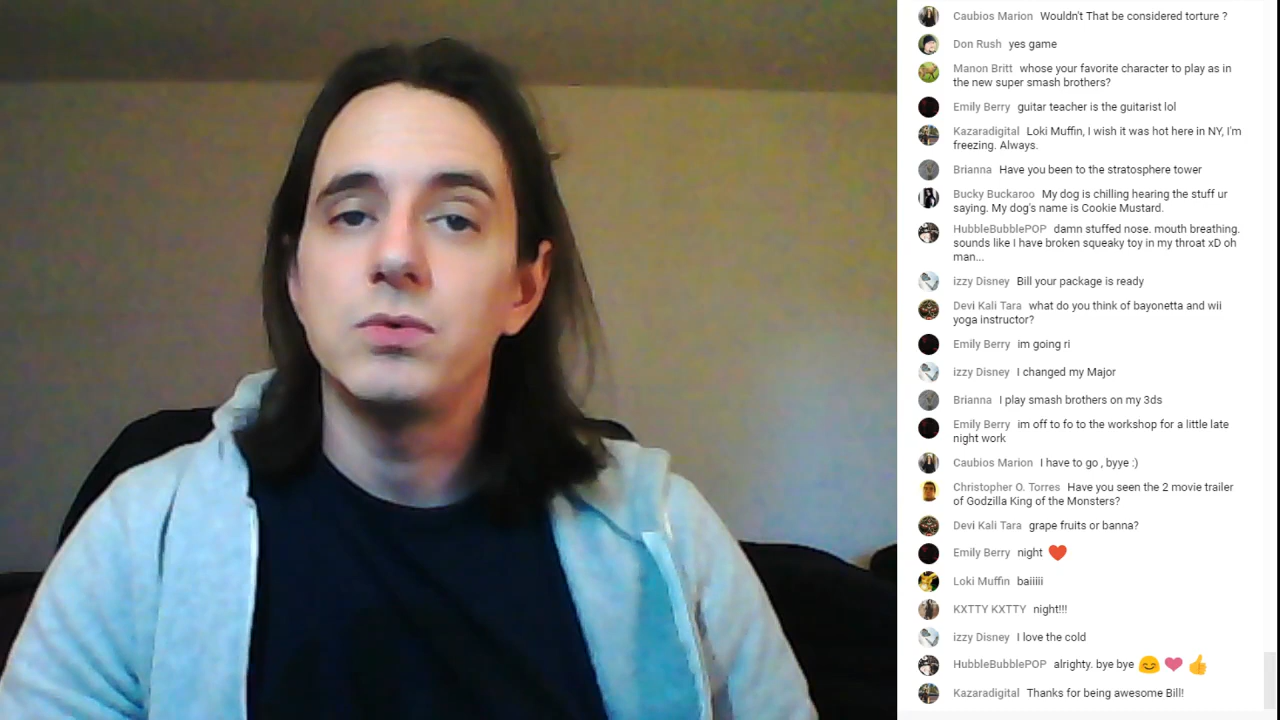 Caubios Marion Wouldn't That be considered torture ?
Don Rush yes game
Manon Britt whose your favorite character to play as in
the new super smash brothers?
Emily Berry guitar teacher is the guitarist lol
Kazaradigital Loki Muffin, I wish it was hot here in NY, I'm
freezing. Always.
Brianna Have you been to the stratosphere tower
Bucky Buckaroo My dog is chilling hearing the stuff ur
saying. My dog's name is Cookie Mustard.
HubbleBubblePOP damn stuffed nose. mouth breathing.
sounds like I have broken squeaky toy in my throat xD oh
man...
izzy Disney Bill your package is ready
Devi Kali Tara what do you think of bayonetta and wii
yoga instructor?
Emily Berry im going ri
izzy Disney I changed my Major
Brianna I play smash brothers on my 3ds
Emily Berry im off to fo to the workshop for a little late
night work
Caubios Marion I have to go , byye :)
Christopher O. Torres Have you seen the 2 movie trailer
of Godzilla King of the Monsters?
Devi Kali Tara grape fruits or banna?
Emily Berry night ❤️
Loki Muffin baiiiii
KXTTY KXTTY night!!!
izzy Disney I love the cold
HubbleBubblePOP alrighty. bye bye 😊 ❤️ 👍
Kazaradigital Thanks for being awesome Bill!